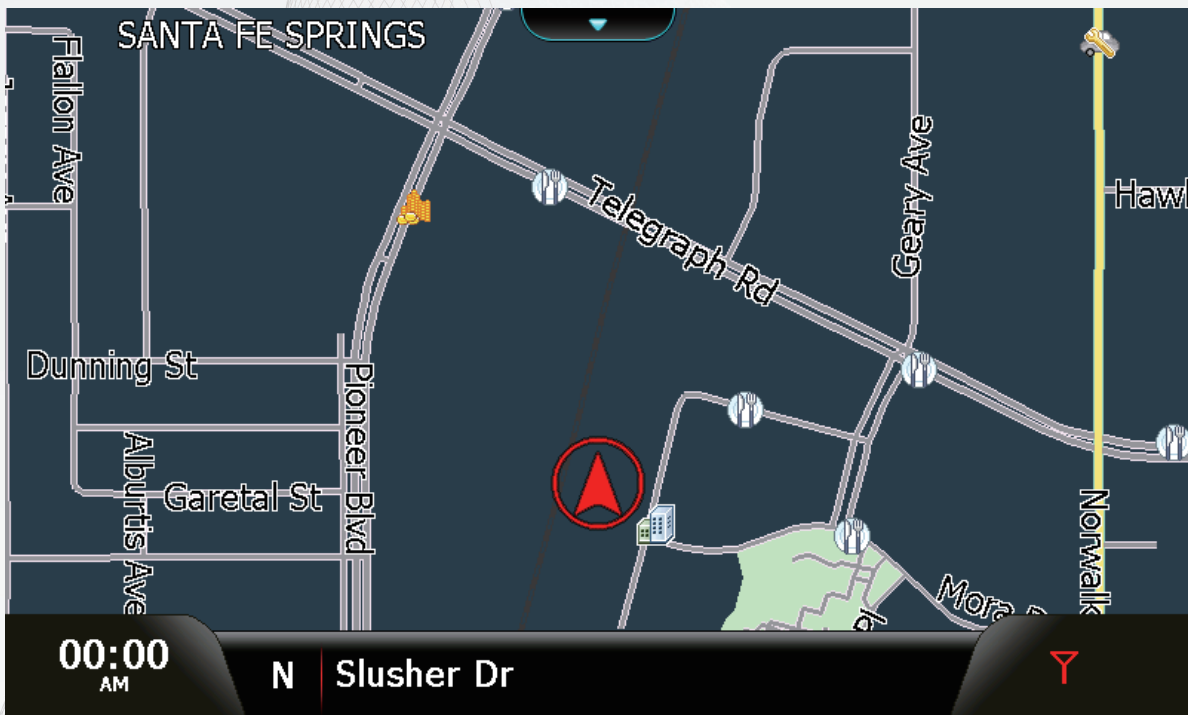 SANTA FE SPRINGS
Fallon Ave
Telegraph Rd
Geary Ave
Dunning St
Pioneer Blvd
Alburtis Ave
Garetal St
Norwalk
00:00
AM
N
Slusher Dr